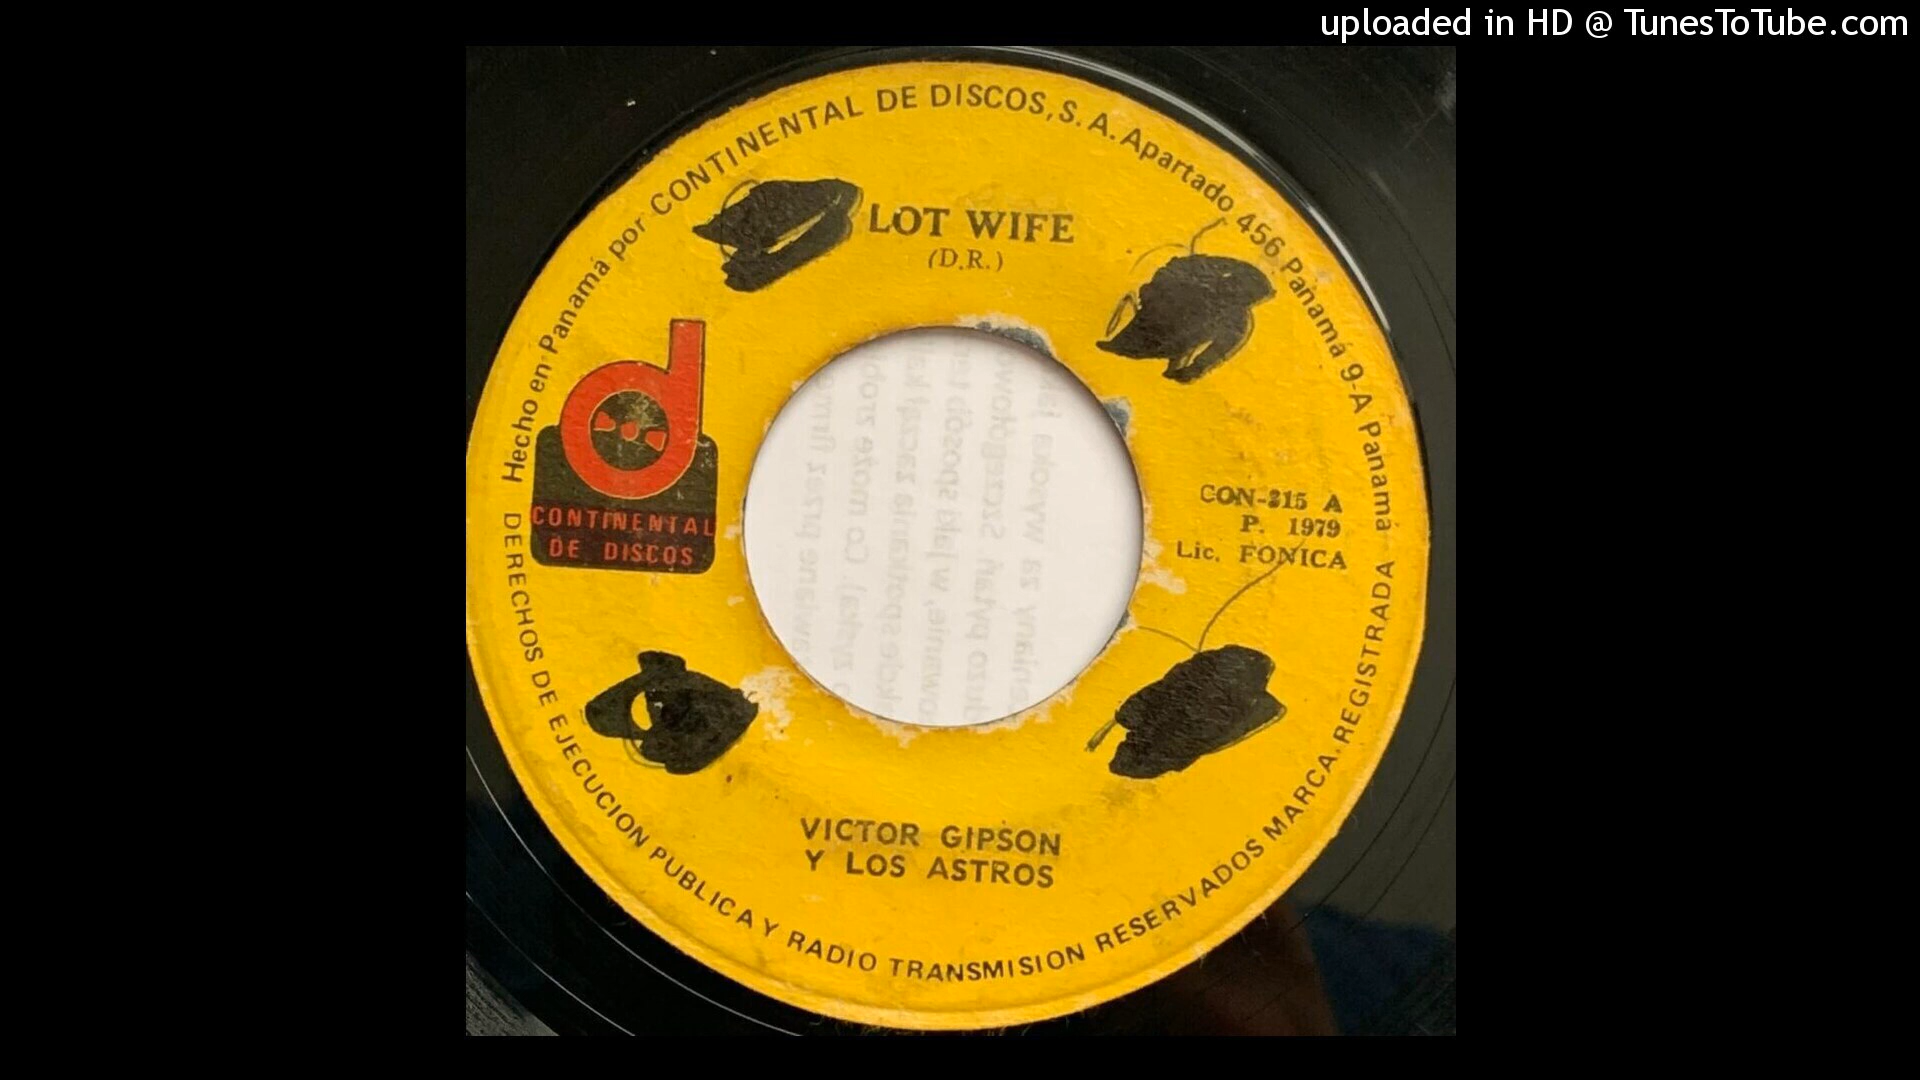 uploaded in HD @ TunesToTube.com
Hecho en Panamá por CONTINENTAL DE DISCOS, S. A. Apartado 456 Panamá 9-A Panamá
LOT WIFE
(D.R.)
CONTINENTAL
DE DISCOS
CON-215 A
P. 1979
Lic. FONICA
VICTOR GIPSON
Y LOS ASTROS
DERECHOS DE EJECUCION PUBLICA Y RADIO TRANSMISION RESERVADOS MARCA REGISTRADA